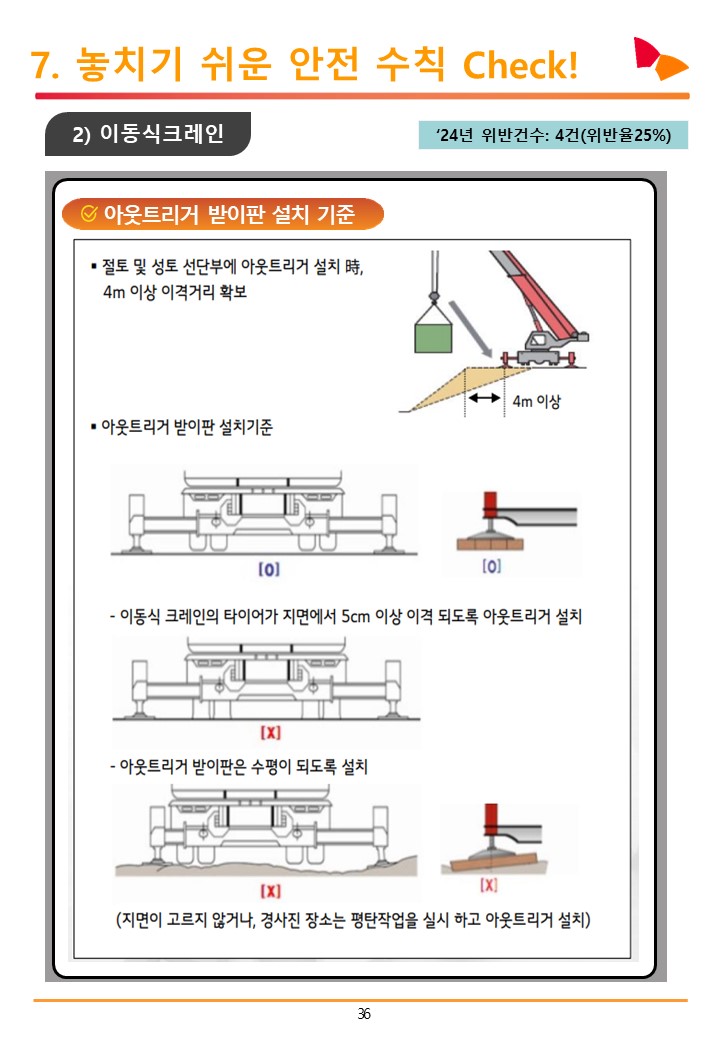 7. 놓치기 쉬운 안전 수칙 Check!
2) 이동식크레인
‘24년 위반건수: 4건(위반율25%)
아웃트리거 받이판 설치 기준
▪ 절토 및 성토 선단부에 아웃트리거 설치 時,
4m 이상 이격거리 확보
4m 이상
▪ 아웃트리거 받이판 설치기준
[O]
[O]
- 이동식 크레인의 타이어가 지면에서 5cm 이상 이격 되도록 아웃트리거 설치
[X]
- 아웃트리거 받이판은 수평이 되도록 설치
[X]
[X]
(지면이 고르지 않거나, 경사진 장소는 평탄작업을 실시 하고 아웃트리거 설치)
36